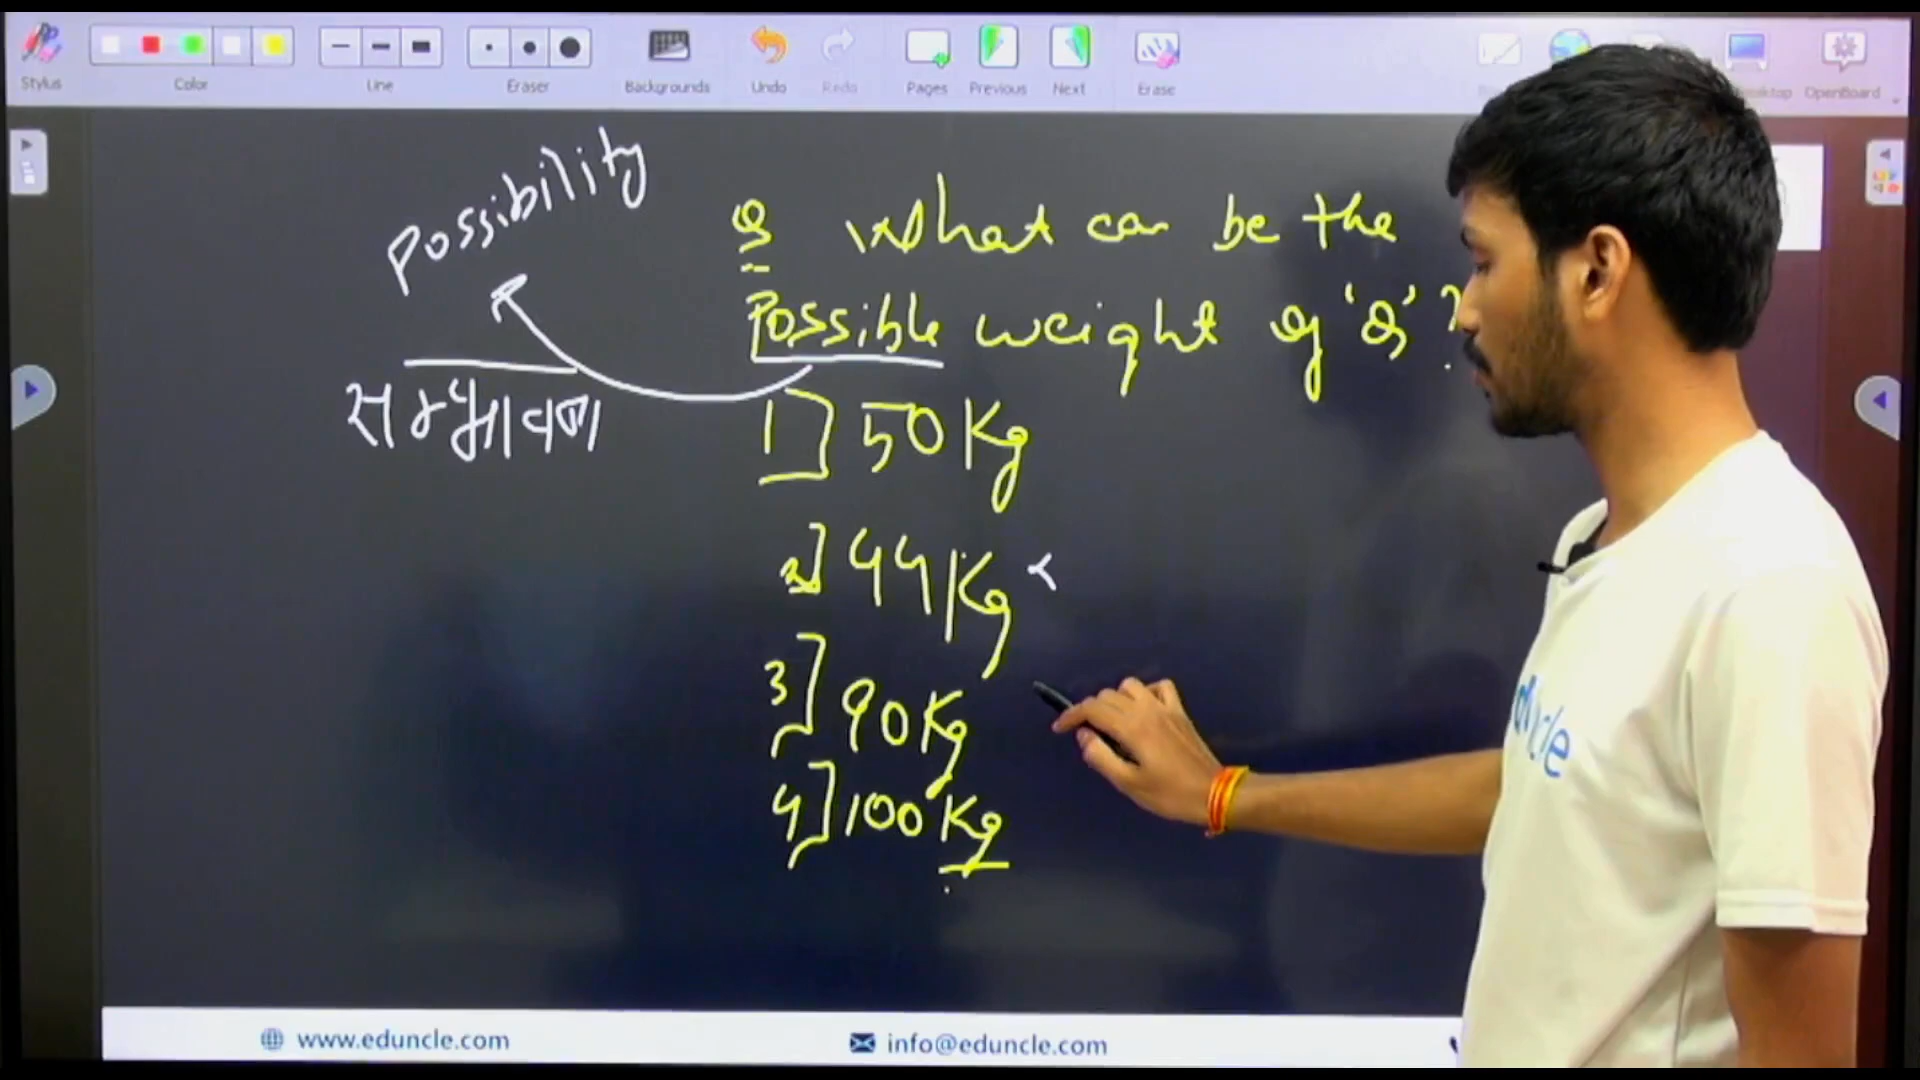 Stylus
Color
Line
Eraser
Backgrounds
Undo
Redo
Pages
Previous
Next
Erase
OpenBoard
Possibility
Q What can be the
Possible weight of 'Q' ?
सम्भावना
1] 50 Kg
2] 44 Kg
3] 90 Kg
4] 100 Kg
www.eduncle.com
info@eduncle.com